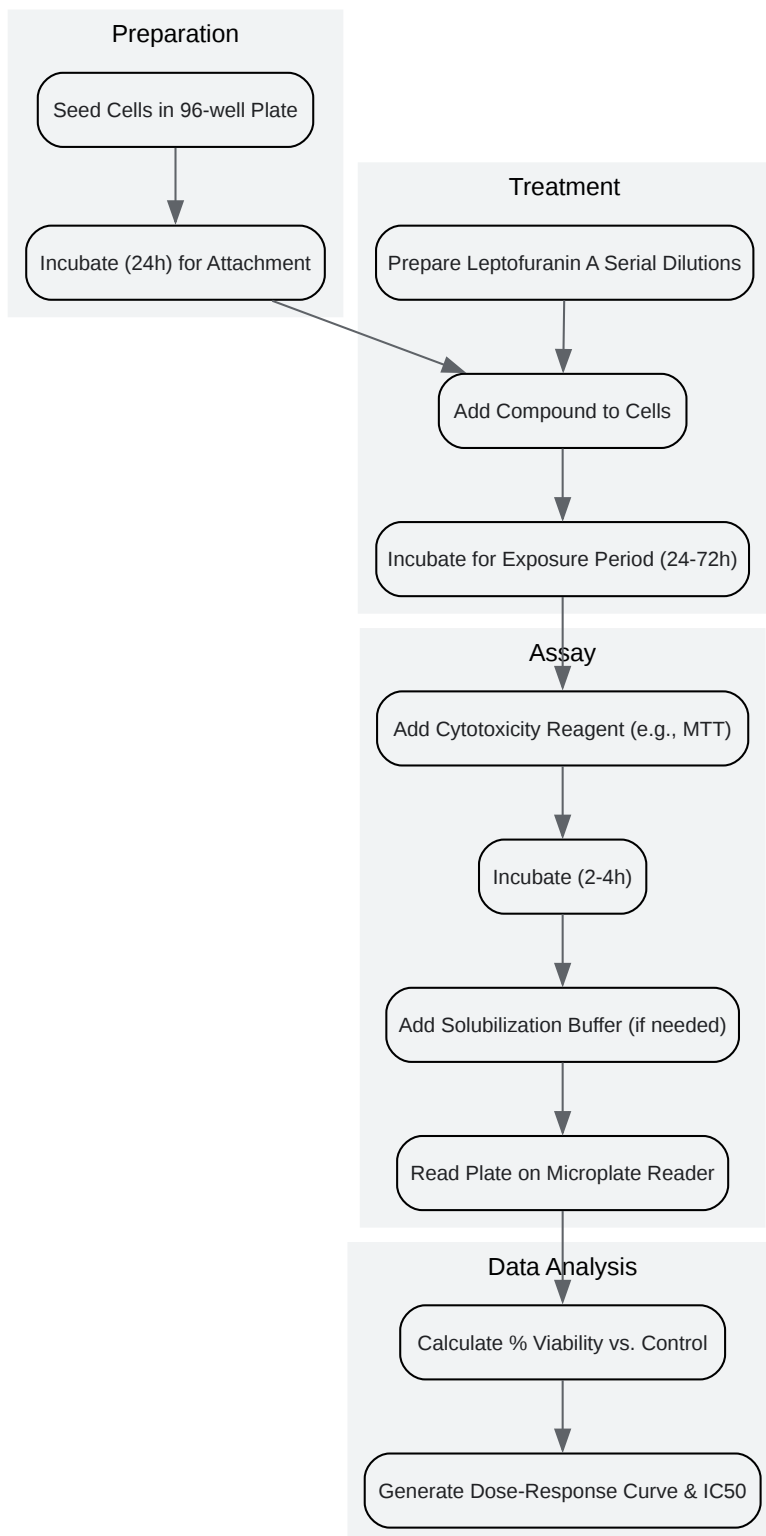 Preparation
Seed Cells in 96-well Plate
Incubate (24h) for Attachment
Treatment
Prepare Leptofuranin A Serial Dilutions
Add Compound to Cells
Incubate for Exposure Period (24-72h)
Assay
Add Cytotoxicity Reagent (e.g., MTT)
Incubate (2-4h)
Add Solubilization Buffer (if needed)
Read Plate on Microplate Reader
Data Analysis
Calculate % Viability vs. Control
Generate Dose-Response Curve & IC50